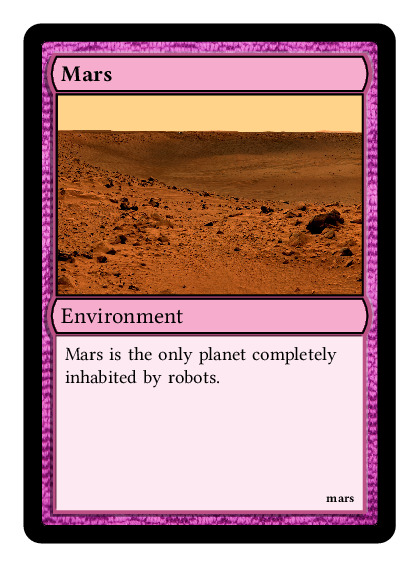 Mars
Environment
Mars is the only planet completely
inhabited by robots.
mars